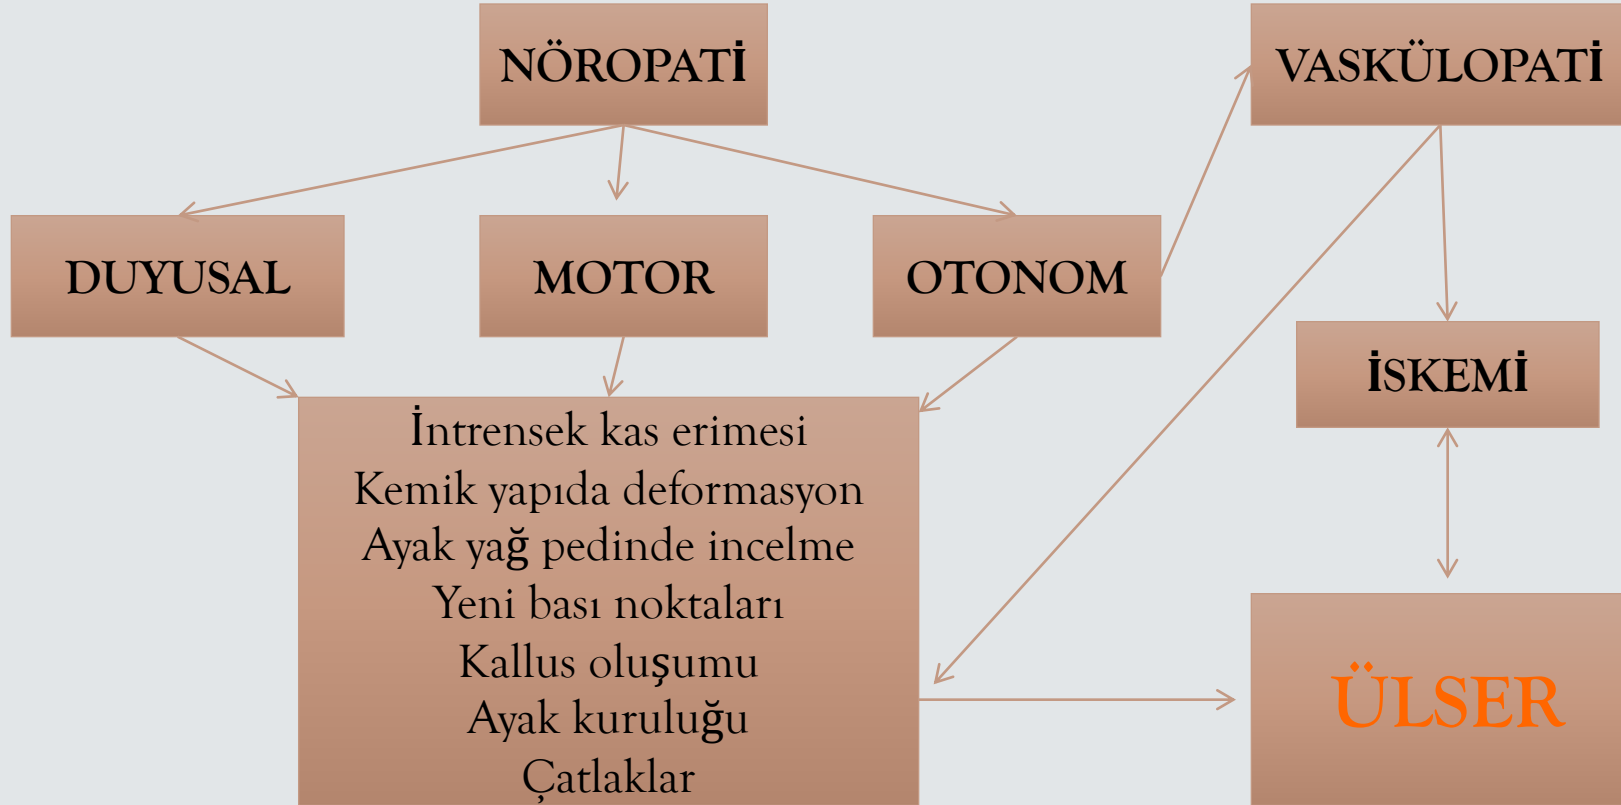 NÖROPATİ
VASKÜLOPATİ
DUYUSAL
MOTOR
OTONOM
İSKEMİ
İntrensek kas erimesi
Kemik yapıda deformasyon
Ayak yağ pedinde incelme
Yeni bası noktaları
Kallus oluşumu
Ayak kuruluğu
Çatlaklar
ÜLSER